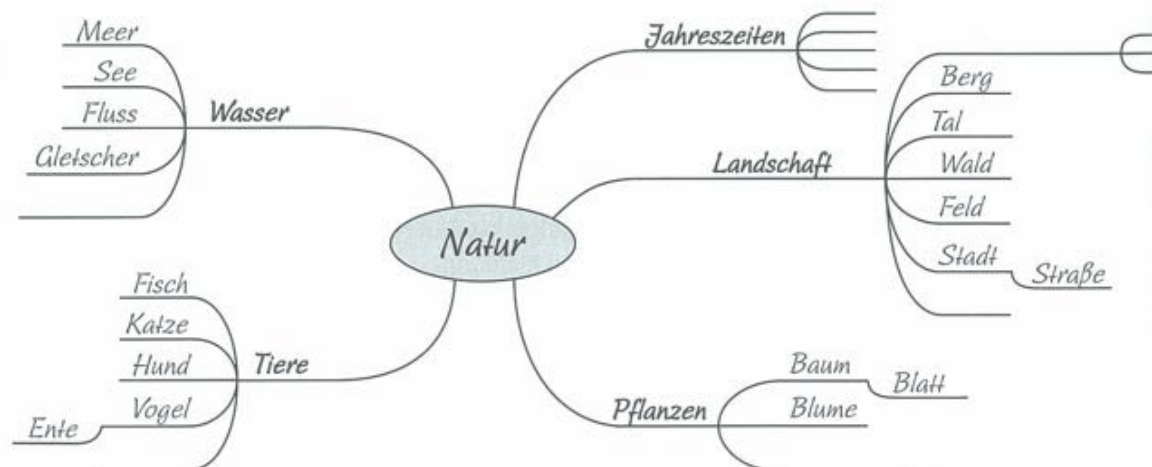 Natur
Wasser
Meer
See
Fluss
Gletscher
Jahreszeiten
Landschaft
Berg
Tal
Wald
Feld
Stadt
Straße
Tiere
Fisch
Katze
Hund
Vogel
Ente
Pflanzen
Baum
Blatt
Blume